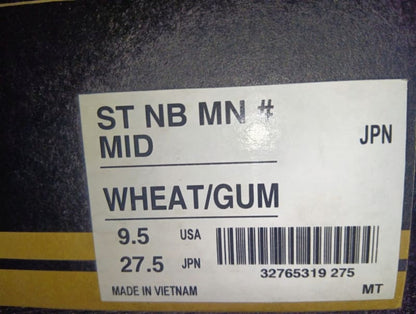 ST NB MN #
MID
JPN
WHEAT/GUM
9.5 USA
27.5 JPN
32765319 275
MADE IN VIETNAM
MT